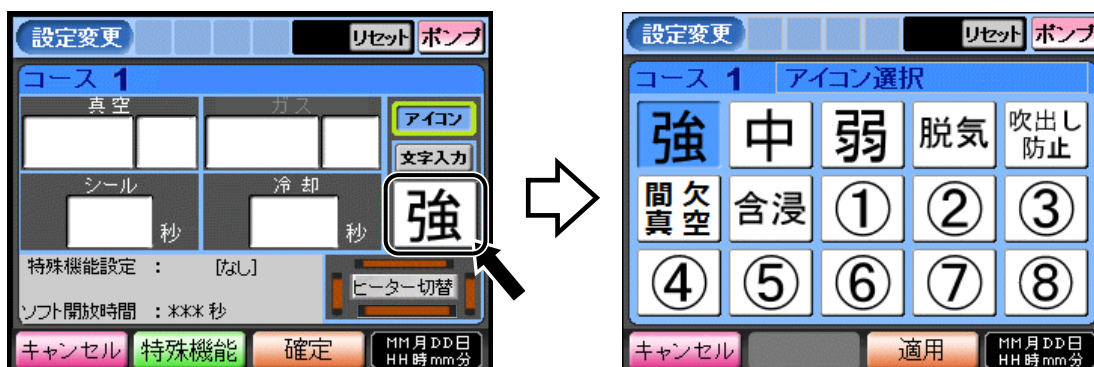 設定変更
リセット ポンプ
コース 1
真空 ガス
アイコン
文字入力
シール 冷却
秒 秒
強
特殊機能設定 : [なし]
ヒーター切替
ソフト開放時間 : *** 秒
キャンセル 特殊機能 確定 MM月DD日
HH時mm分
設定変更
リセット ポンプ
コース 1 アイコン選択
強 中 弱 脱気 吹出し
防止
間欠
真空 含浸 ① ② ③
④ ⑤ ⑥ ⑦ ⑧
キャンセル 適用 MM月DD日
HH時mm分